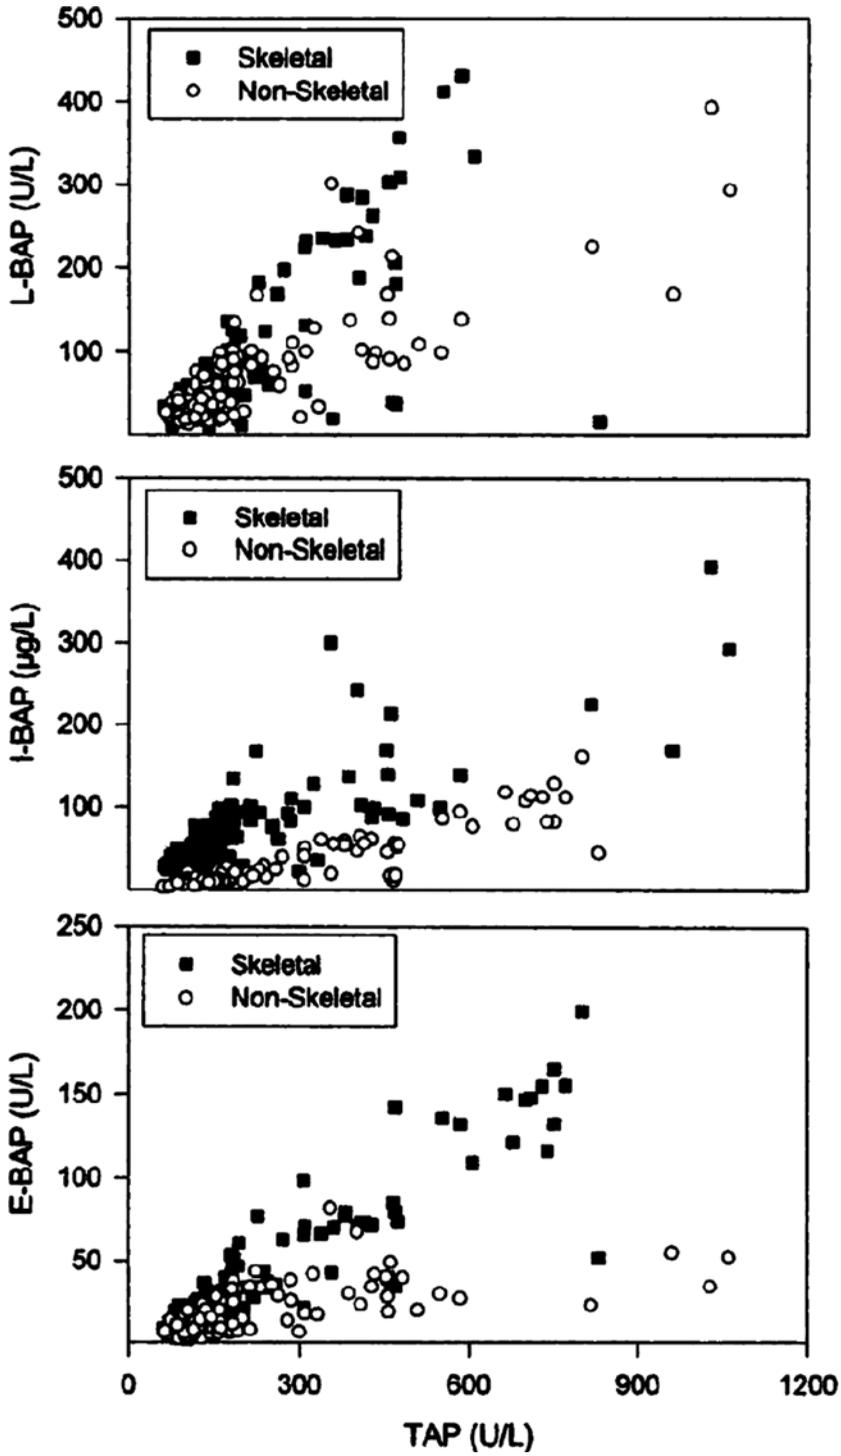 500
Skeletal
Non-Skeletal
400
300
200
100
L-BAP (U/L)
500
Skeletal
Non-Skeletal
400
300
200
100
I-BAP (µg/L)
250
Skeletal
Non-Skeletal
200
150
100
50
E-BAP (U/L)
0 300 600 900 1200
TAP (U/L)